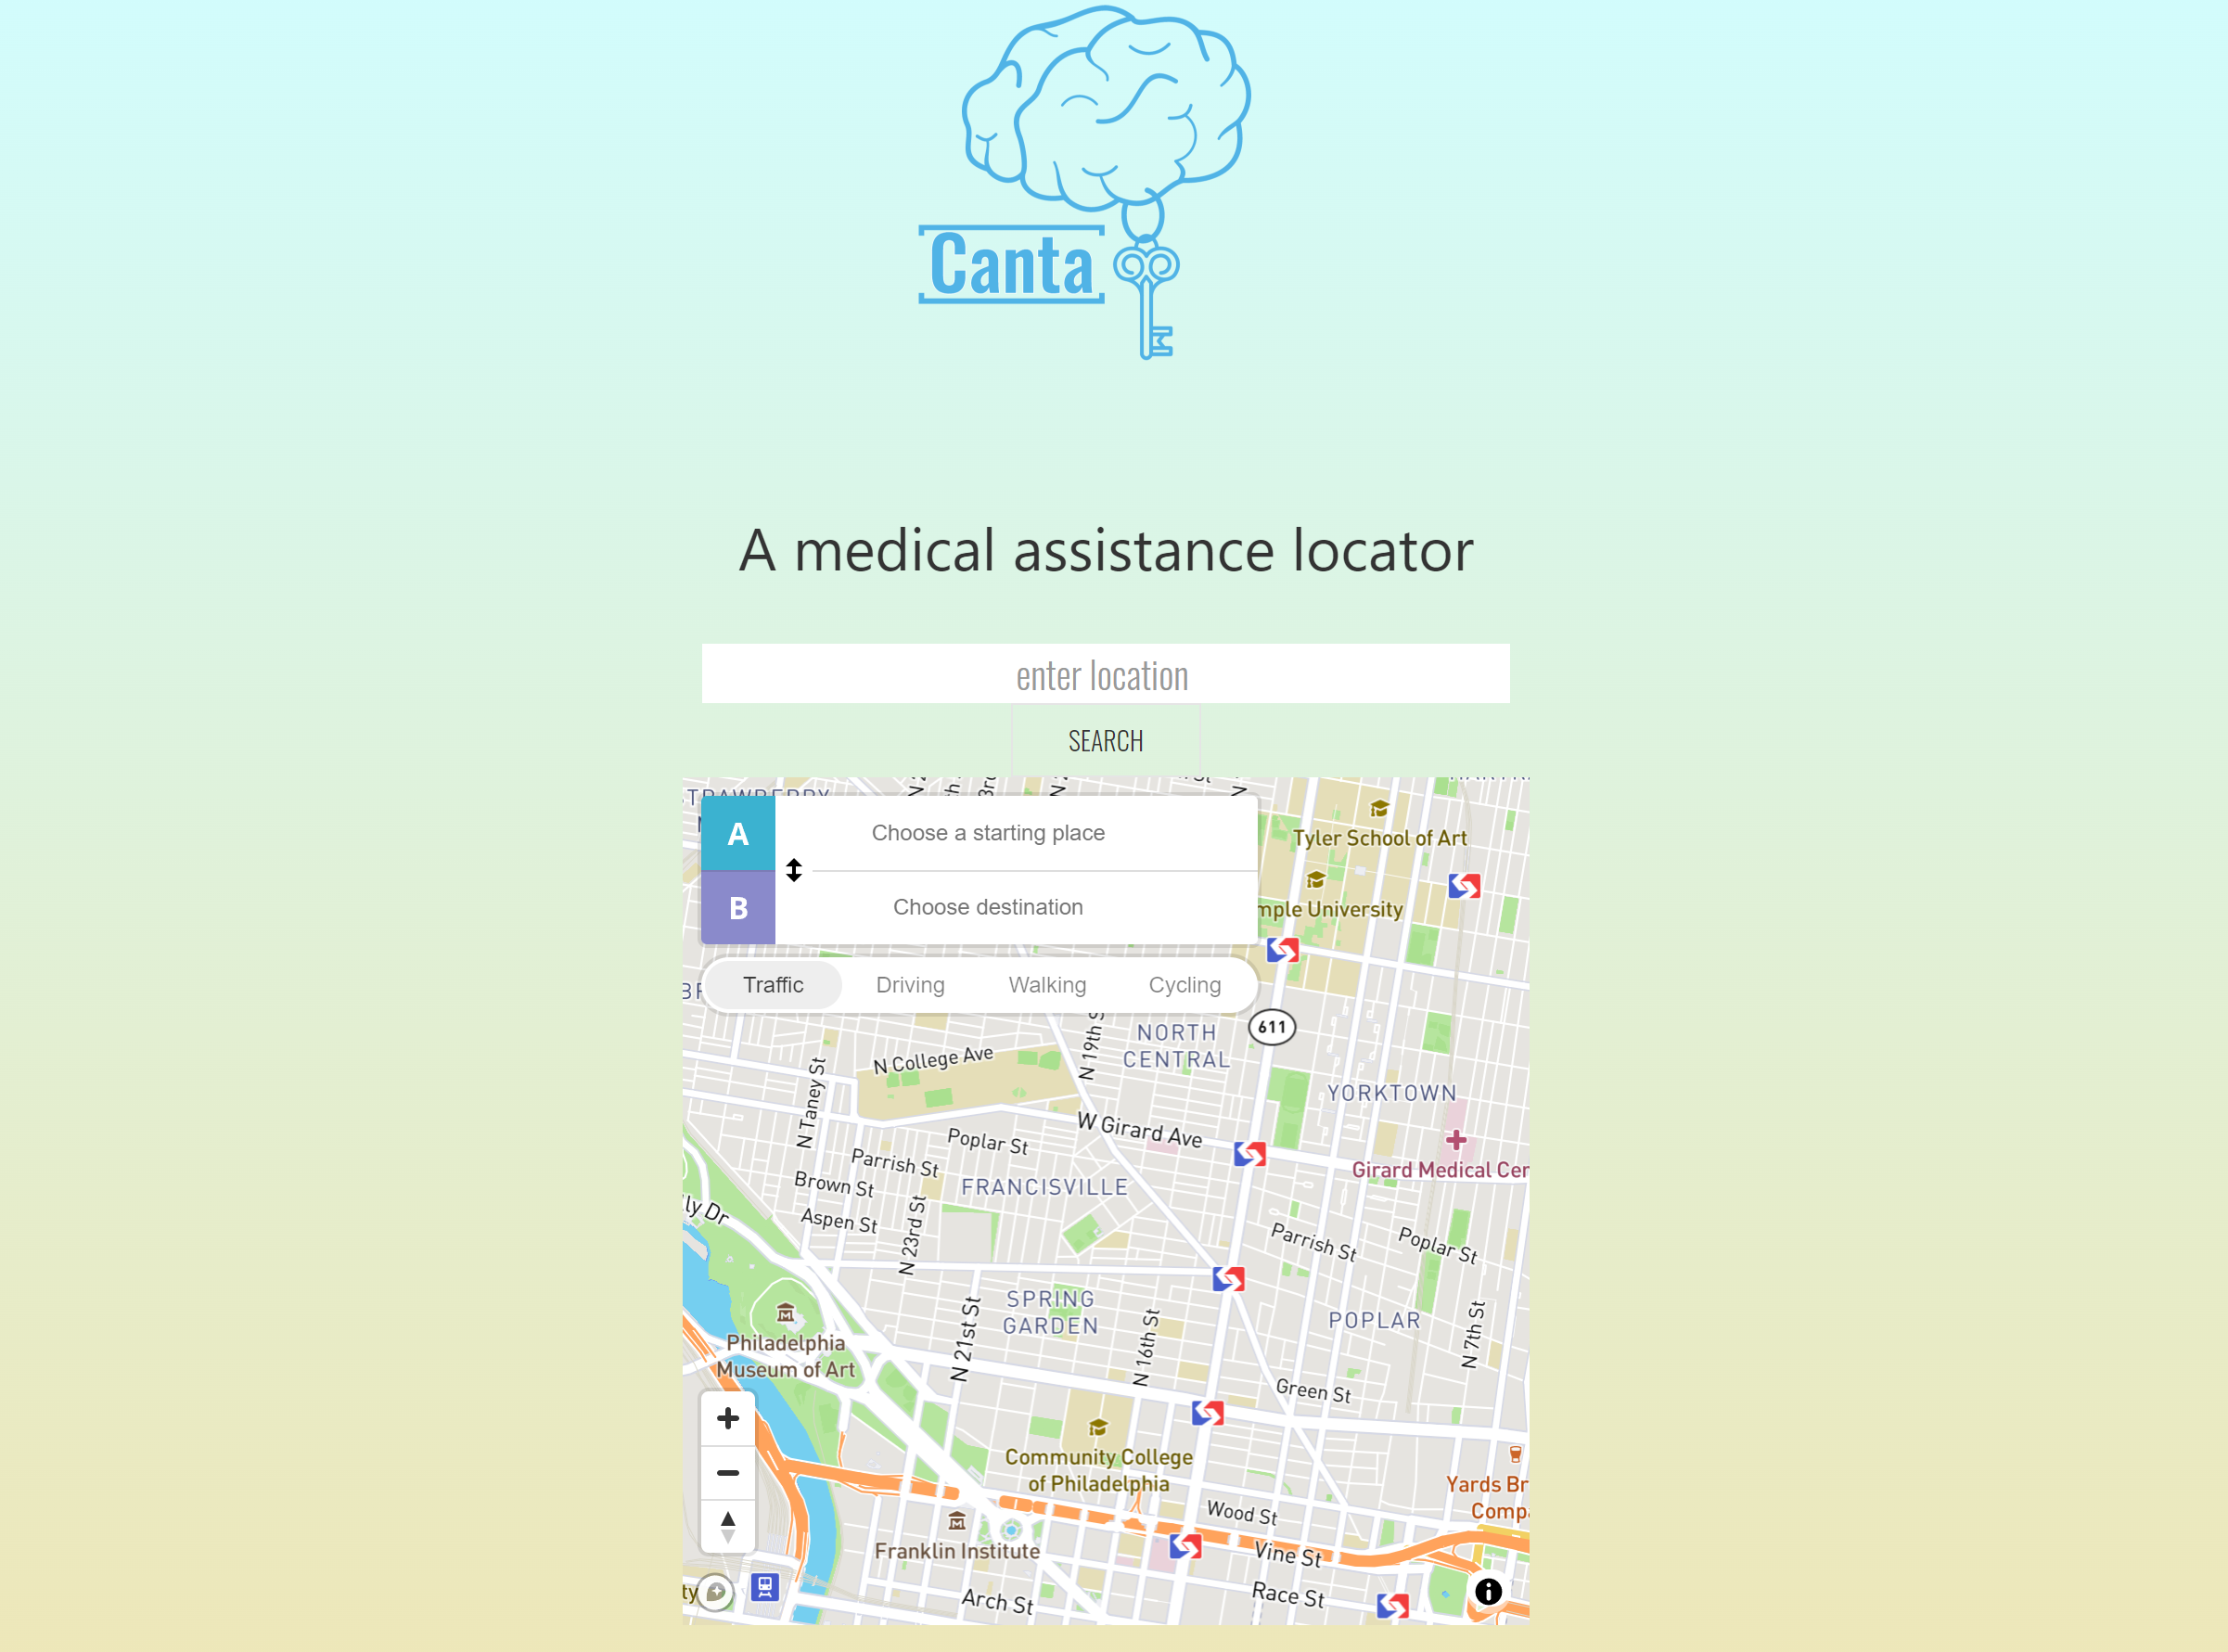 Canta
A medical assistance locator
enter location
SEARCH
A
Choose a starting place
B
Choose destination
Traffic
Driving
Walking
Cycling
Tyler School of Art
mple University
611
NORTH
CENTRAL
N 19th S
N College Ave
YORKTOWN
N Taney St
W Girard Ave
Poplar St
Parrish St
Girard Medical Cen
Brown St
FRANCISVILLE
lly Dr
Aspen St
N 23rd St
Parrish St
Poplar St
SPRING
GARDEN
POPLAR
N 21st St
N 16th St
N 7th St
Philadelphia
Museum of Art
Green St
Community College
of Philadelphia
Yards Br
Comp
Wood St
Franklin Institute
Vine St
ty
Arch St
Race St